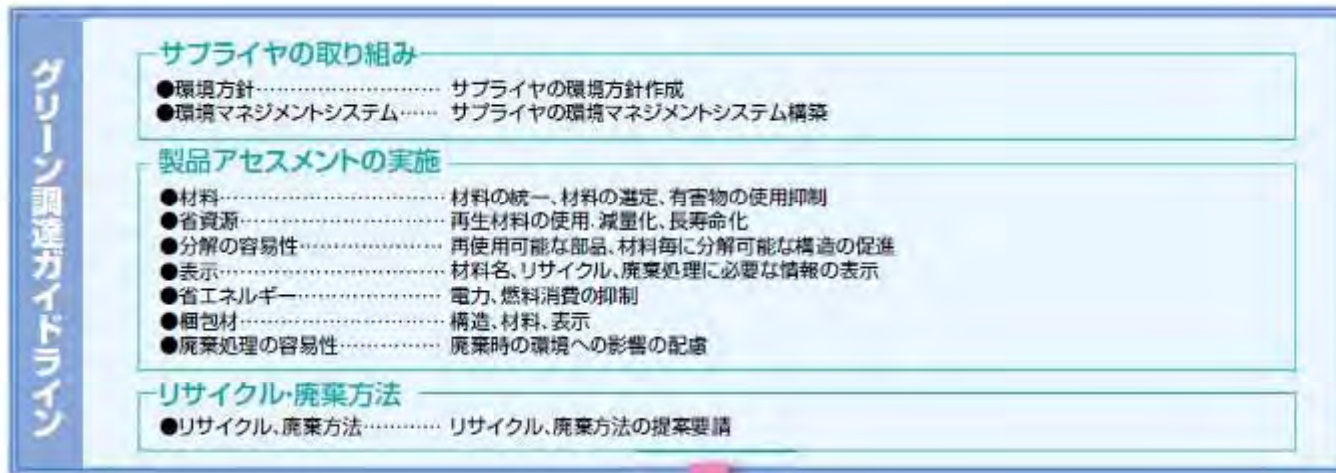 グリーン調達ガイドライン
サプライヤの取り組み
●環境方針………………………… サプライヤの環境方針作成
●環境マネジメントシステム…… サプライヤの環境マネジメントシステム構築
製品アセスメントの実施
●材料…………………………… 材料の統一、材料の選定、有害物の使用抑制
●省資源………………………… 再生材料の使用、減量化、長寿命化
●分解の容易性………………… 再使用可能な部品、材料毎に分解可能な構造の促進
●表示…………………………… 材料名、リサイクル、廃棄処理に必要な情報の表示
●省エネルギー………………… 電力、燃料消費の抑制
●梱包材………………………… 構造、材料、表示
●廃棄処理の容易性…………… 廃棄時の環境への影響の配慮
リサイクル・廃棄方法
●リサイクル、廃棄方法………… リサイクル、廃棄方法の提案要請